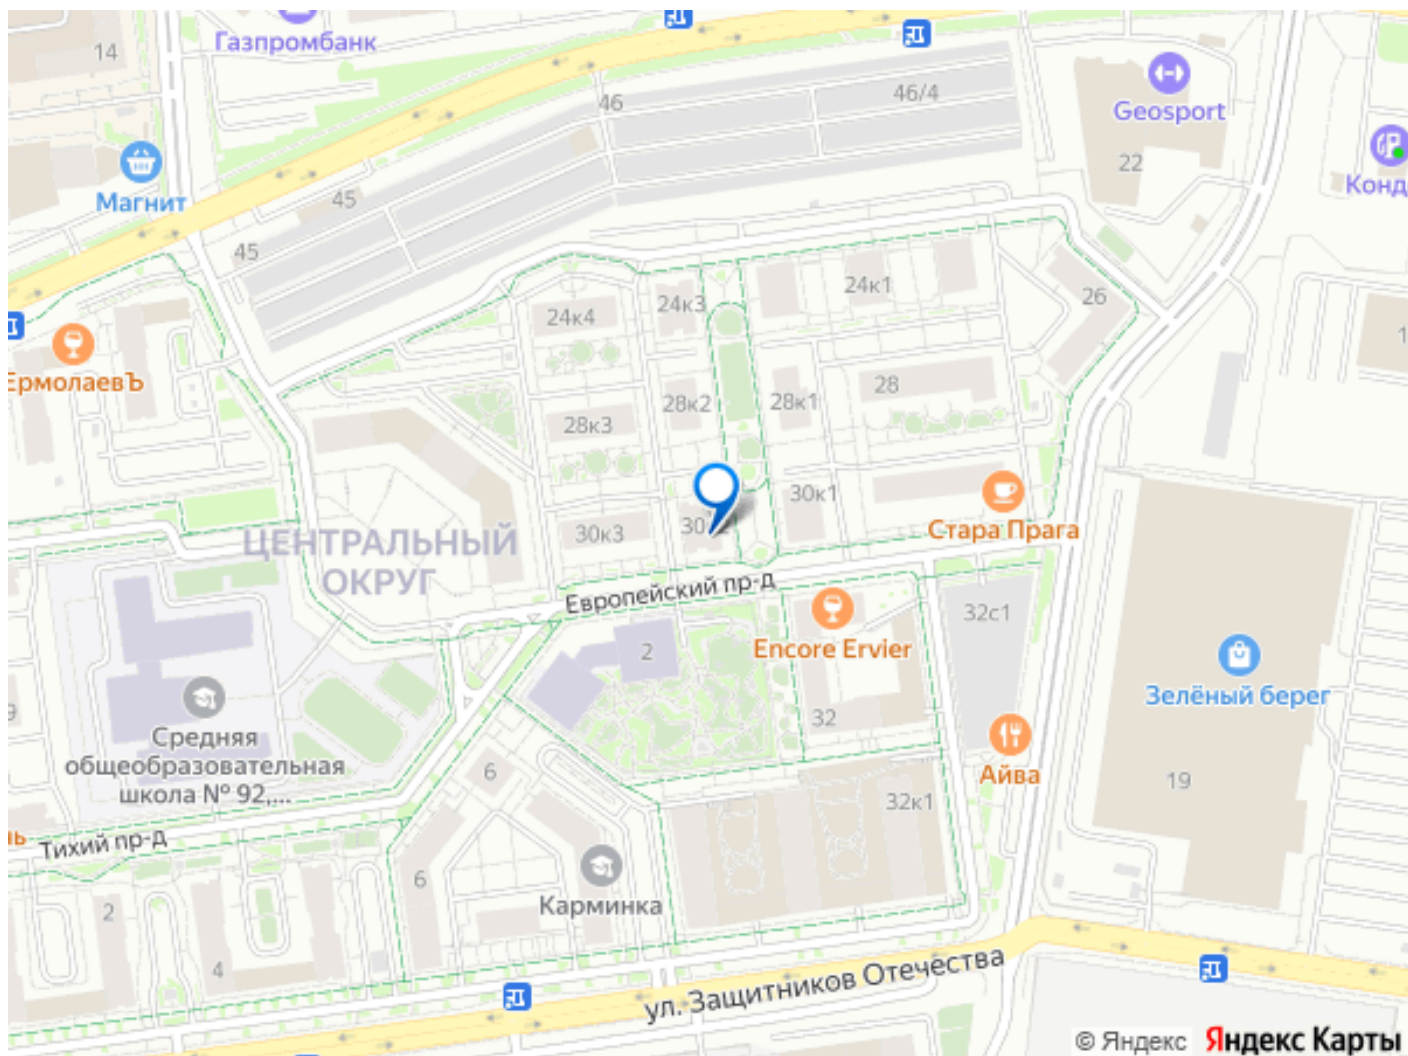 14
Газпромбанк
46
46/4
Geosport
22
Магнит
Конд
45
45
24к1
24к3
24к4
26
ЕрмолаевЪ
28
28к2
28к1
28к3
30к1
Стара Прага
30к3
ЦЕНТРАЛЬНЫЙ
ОКРУГ
Европейский пр-д
32с1
2
Encore Ervier
Зелёный берег
32
Средняя
общеобразовательная
школа № 92,...
6
Айва
19
32к1
Тихий пр-д
6
Карминка
2
4
ул. Защитников Отечества
© Яндекс Яндекс Карты